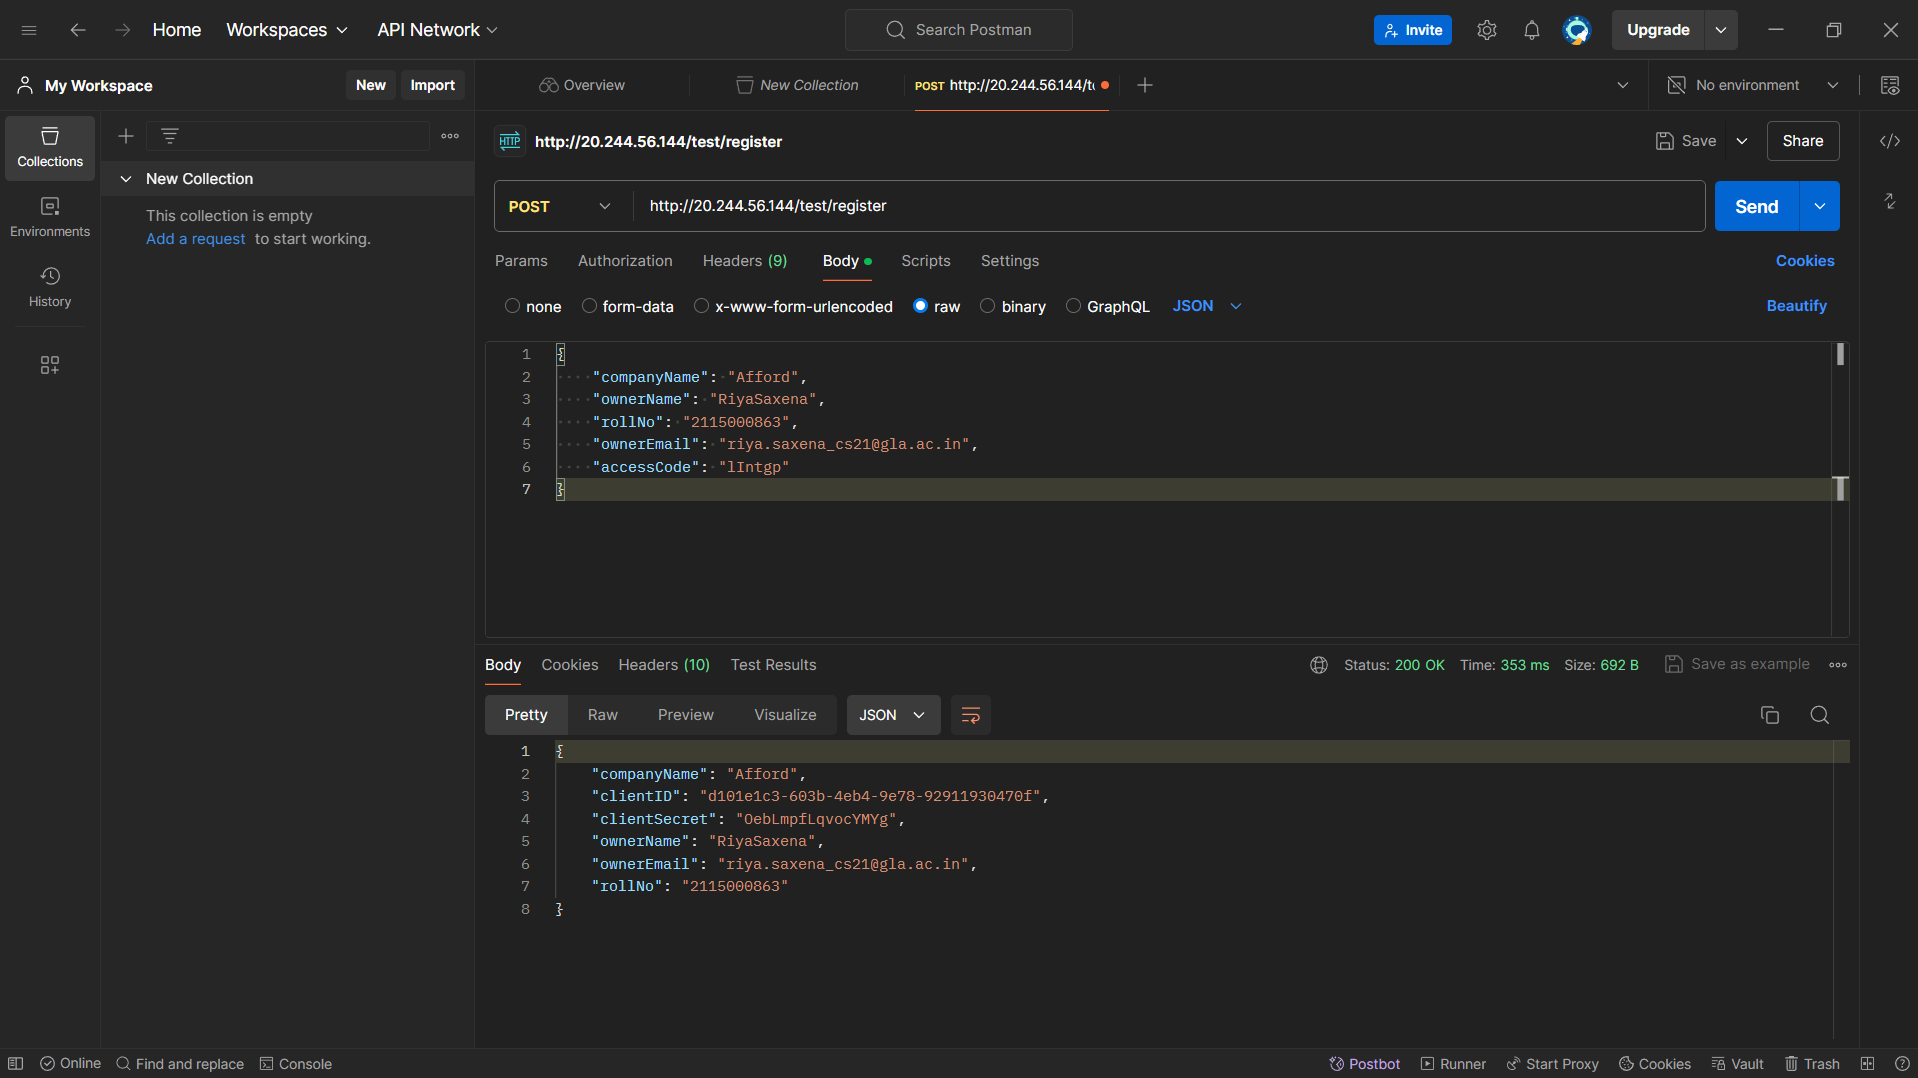 Home Workspaces API Network Search Postman Invite Upgrade
My Workspace New Import Overview New Collection POST http://20.244.56.144/t No environment
Collections
Environments
History
New Collection
This collection is empty
Add a request to start working.
HTTP http://20.244.56.144/test/register Save Share
POST http://20.244.56.144/test/register Send
Params Authorization Headers (9) Body Scripts Settings Cookies
none form-data x-www-form-urlencoded raw binary GraphQL JSON Beautify
1 {
2 "companyName": "Afford",
3 "ownerName": "RiyaSaxena",
4 "rollNo": "2115000863",
5 "ownerEmail": "riya.saxena_cs21@gla.ac.in",
6 "accessCode": "lIntgp"
7 }
Body Cookies Headers (10) Test Results Status: 200 OK Time: 353 ms Size: 692 B Save as example
Pretty Raw Preview Visualize JSON
1 {
2 "companyName": "Afford",
3 "clientID": "d101e1c3-603b-4eb4-9e78-92911930470f",
4 "clientSecret": "OebLmpfLqvocYMYg",
5 "ownerName": "RiyaSaxena",
6 "ownerEmail": "riya.saxena_cs21@gla.ac.in",
7 "rollNo": "2115000863"
8 }
Online Find and replace Console Postbot Runner Start Proxy Cookies Vault Trash